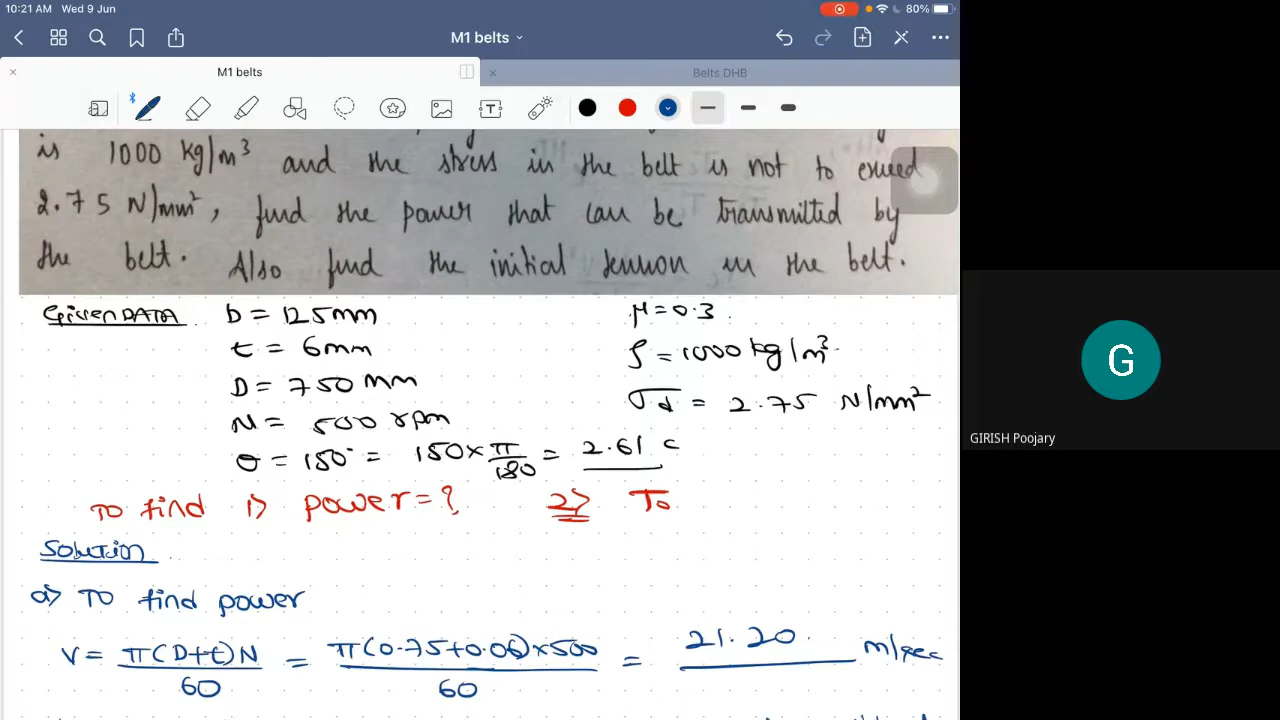 10:21 AM Wed 9 Jun
80%
M1 belts
M1 belts
Belts DHB
is 1000 kg/m³ and the stress in the belt is not to exceed
2.75 N/mm², find the power that can be transmitted by
the belt. Also find the initial tension in the belt.
Given DATA b = 125mm
μ = 0.3
t = 6mm
ρ = 1000 kg/m³
D = 750 mm
σd = 2.75 N/mm²
N = 500 rpm
θ = 150° = 150 × π/180 = 2.61 c
To find 1) power = ? 2) To
Solution
a) To find power
V = π(D+t)N/60 = π(0.75+0.06)×500/60 = 21.20 m/sec
G
GIRISH Poojary